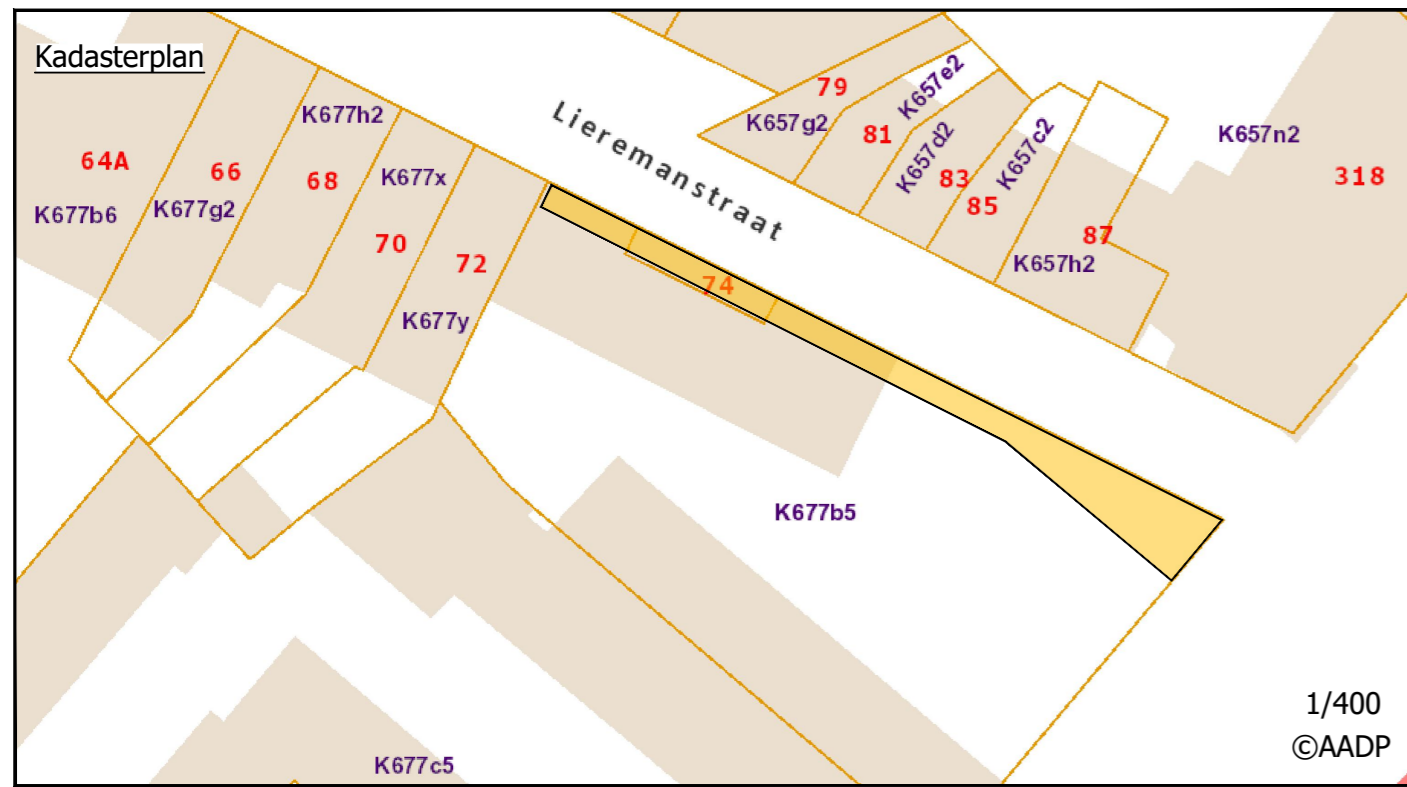 Kadasterplan
79
K657e2
K677h2
K657g2
81
K657d2
K657c2
K657n2
Lieremanstraat
64A
66
68
K677x
83
318
K677b6
K677g2
85
70
87
72
K657h2
74
K677y
K677b5
1/400
©AADP
K677c5